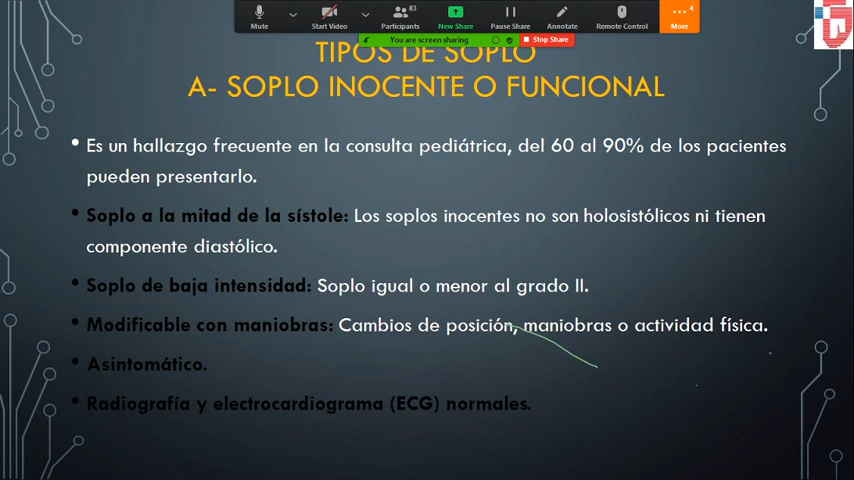 83
4
Mute
Start Video
Participants
New Share
Pause Share
Annotate
Remote Control
More
You are screen sharing
Stop Share
TIPOS DE SOPLO
A- SOPLO INOCENTE O FUNCIONAL
• Es un hallazgo frecuente en la consulta pediátrica, del 60 al 90% de los pacientes
pueden presentarlo.
• Soplo a la mitad de la sístole: Los soplos inocentes no son holosistólicos ni tienen
componente diastólico.
• Soplo de baja intensidad: Soplo igual o menor al grado II.
• Modificable con maniobras: Cambios de posición, maniobras o actividad física.
• Asintomático.
• Radiografía y electrocardiograma (ECG) normales.